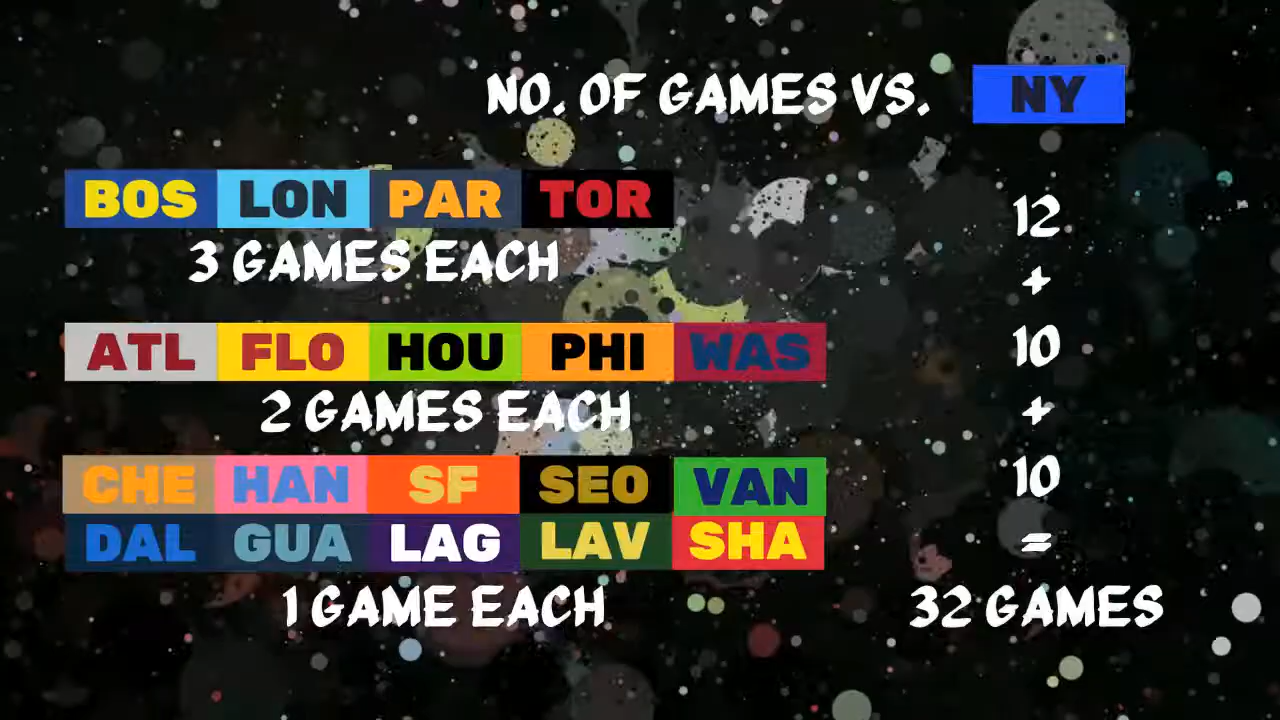 NO. OF GAMES VS. NY
BOS LON PAR TOR
12
3 GAMES EACH
+
ATL FLO HOU PHI WAS
10
2 GAMES EACH
+
CHE HAN SF SEO VAN
10
DAL GUA LAG LAV SHA
=
1 GAME EACH
32 GAMES